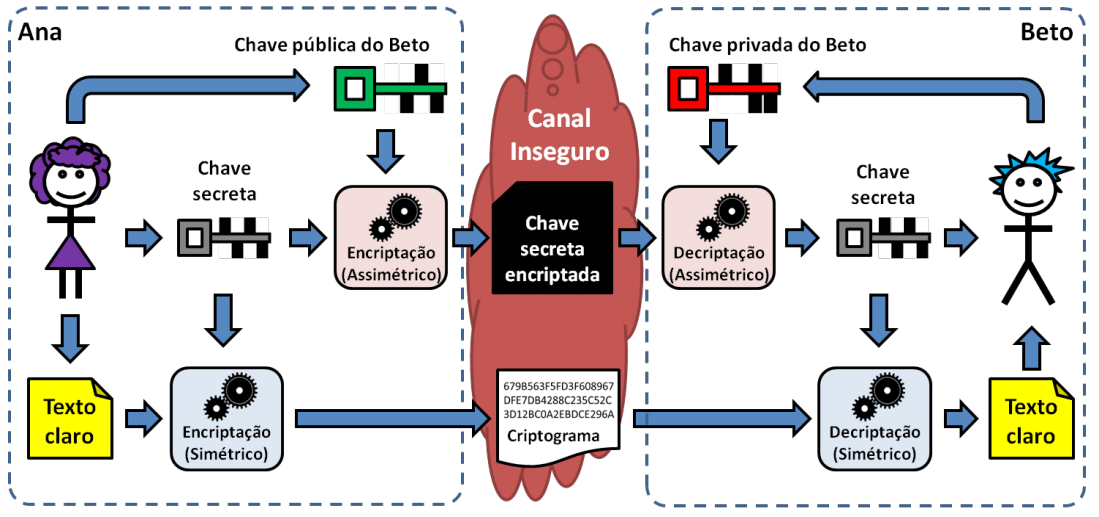 Ana
Beto
Chave pública do Beto
Chave privada do Beto
Canal
Inseguro
Chave
secreta
Chave
secreta
Encriptação
(Assimétrico)
Chave
secreta
encriptada
Decriptação
(Assimétrico)
Texto
claro
Encriptação
(Simétrico)
679B563F5FD3F608967
DFE7DB4288C235C52C
3D12BC0A2EBDCE296A
Criptograma
Decriptação
(Simétrico)
Texto
claro